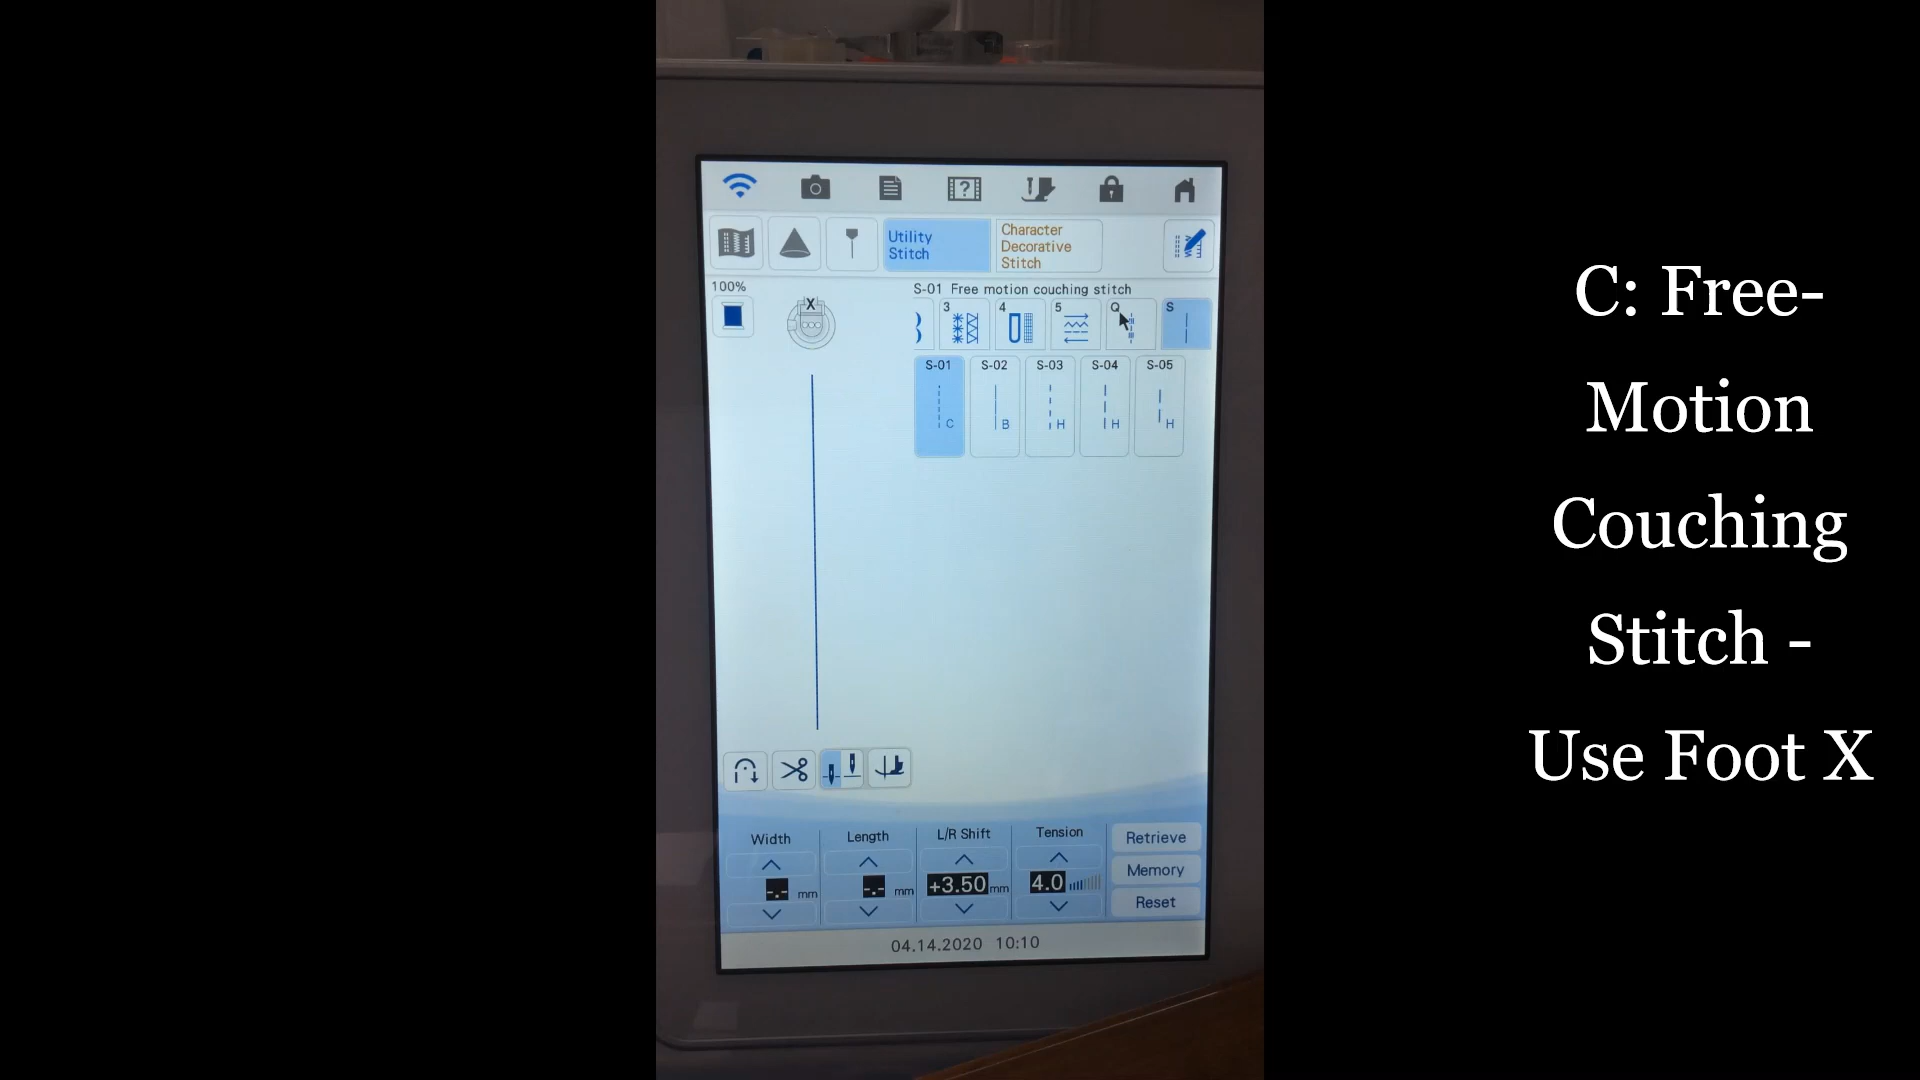 Utility
Stitch
Character
Decorative
Stitch
100%
X
S-01 Free motion couching stitch
3
4
5
Q
S
S-01
S-02
S-03
S-04
S-05
C
B
H
H
H
Width
Length
L/R Shift
Tension
-.- mm
-.- mm
+3.50 mm
4.0
Retrieve
Memory
Reset
04.14.2020 10:10
C: Free-
Motion
Couching
Stitch -
Use Foot X